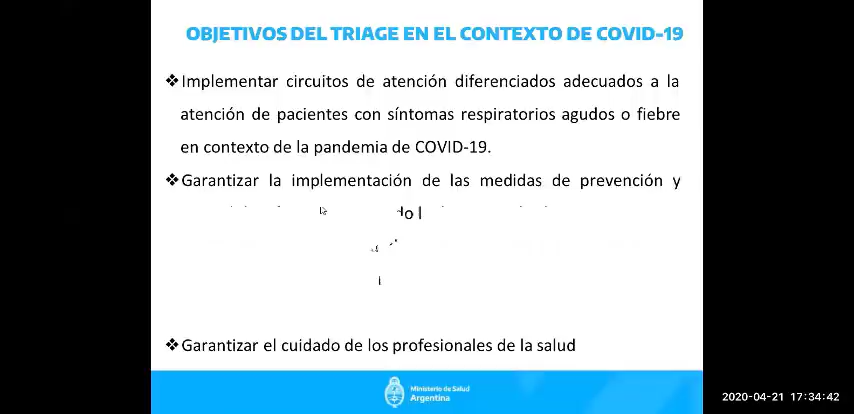 OBJETIVOS DEL TRIAGE EN EL CONTEXTO DE COVID-19
❖Implementar circuitos de atención diferenciados adecuados a la
atención de pacientes con síntomas respiratorios agudos o fiebre
en contexto de la pandemia de COVID-19.
❖Garantizar la implementación de las medidas de prevención y
❖Garantizar el cuidado de los profesionales de la salud
Ministerio de Salud
Argentina
2020-04-21 17:34:42